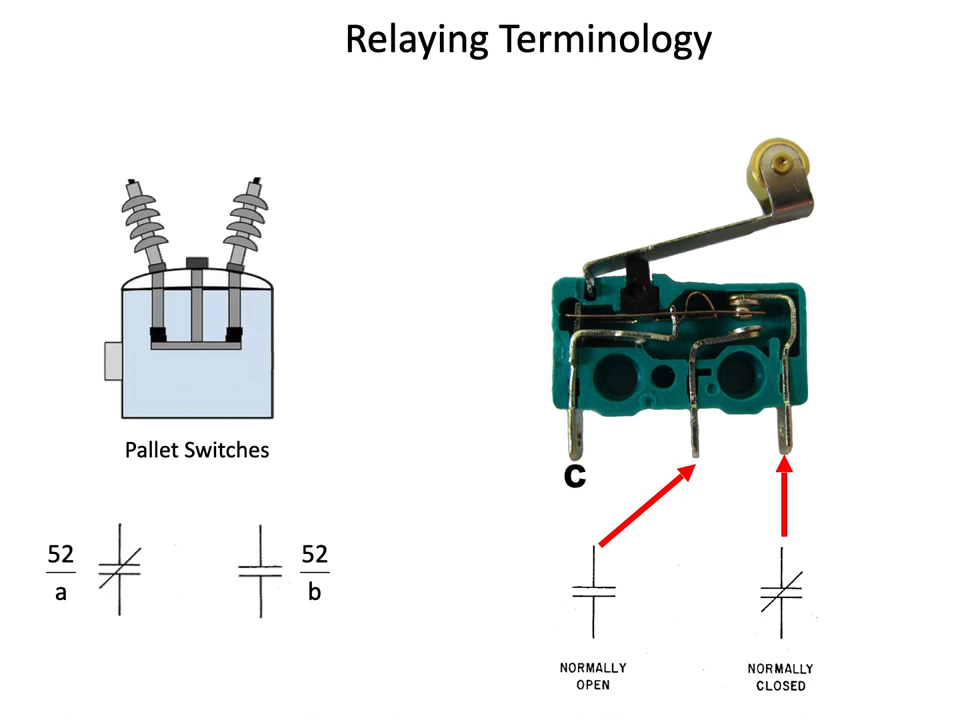 Relaying Terminology
Pallet Switches
C
52
a
52
b
NORMALLY
OPEN
NORMALLY
CLOSED